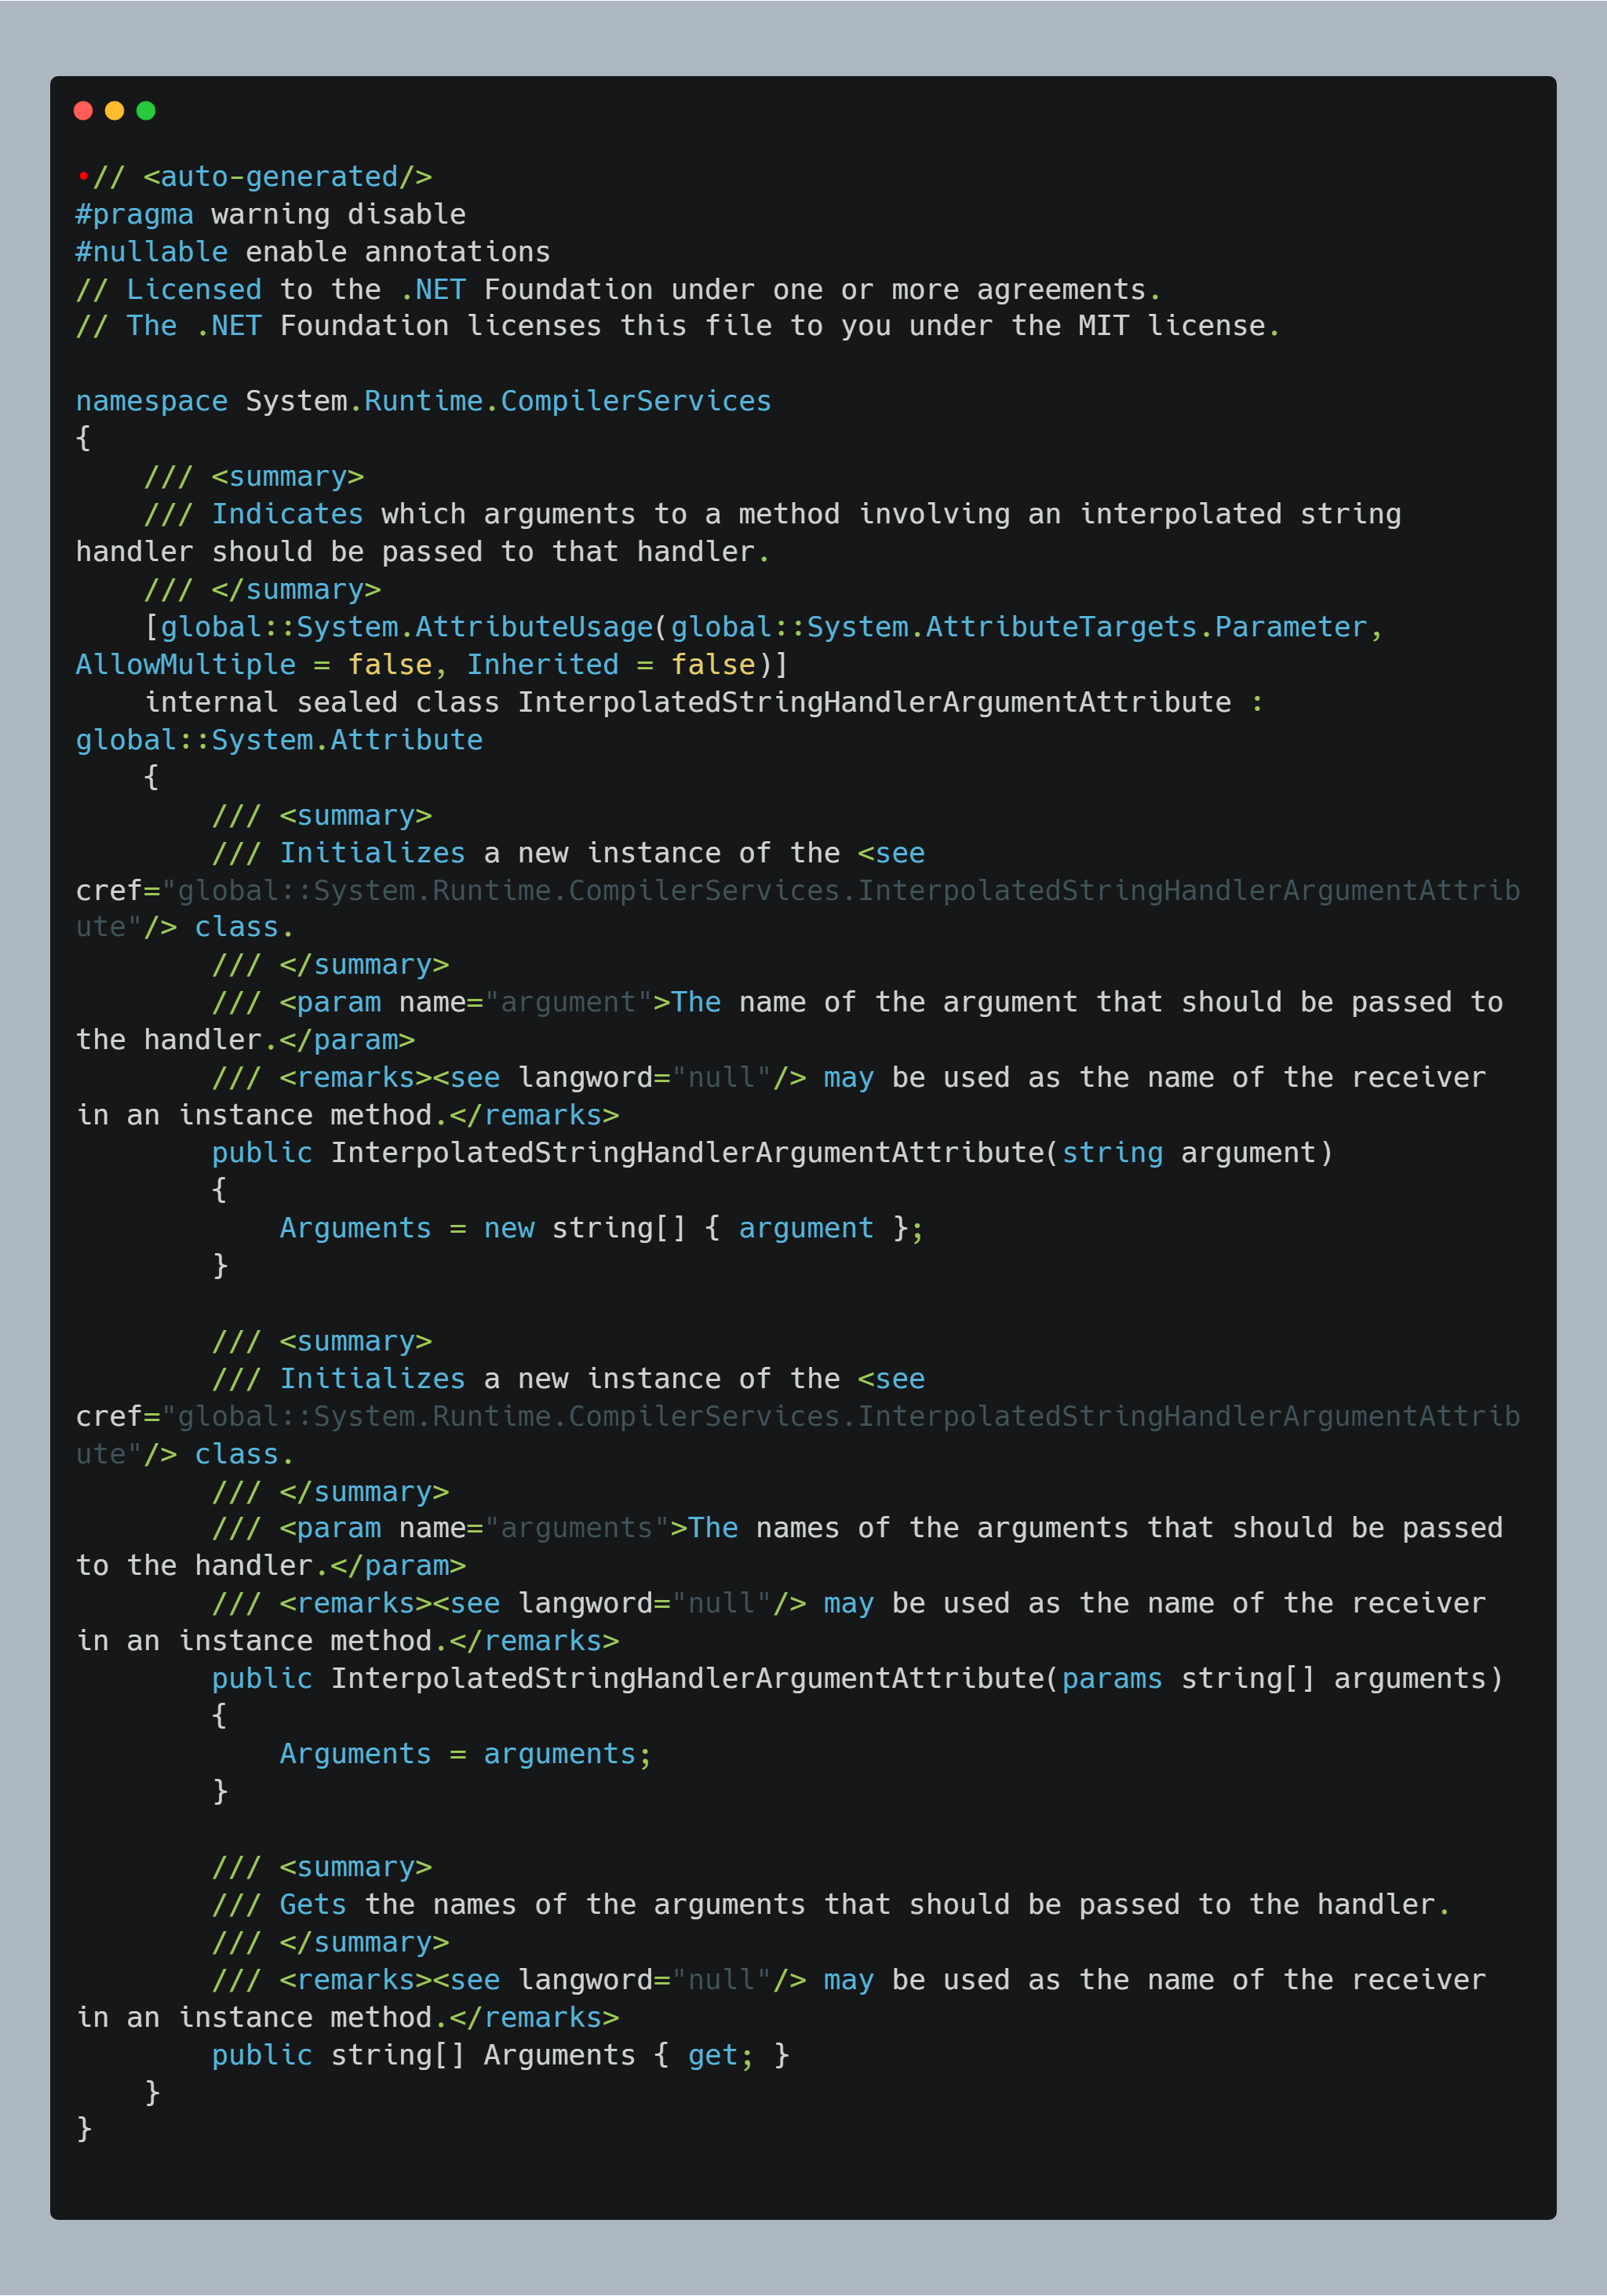 •// <auto-generated/>
#pragma warning disable
#nullable enable annotations
// Licensed to the .NET Foundation under one or more agreements.
// The .NET Foundation licenses this file to you under the MIT license.

namespace System.Runtime.CompilerServices
{
    /// <summary>
    /// Indicates which arguments to a method involving an interpolated string
handler should be passed to that handler.
    /// </summary>
    [global::System.AttributeUsage(global::System.AttributeTargets.Parameter,
AllowMultiple = false, Inherited = false)]
    internal sealed class InterpolatedStringHandlerArgumentAttribute :
global::System.Attribute
    {
        /// <summary>
        /// Initializes a new instance of the <see
cref="global::System.Runtime.CompilerServices.InterpolatedStringHandlerArgumentAttrib
ute"/> class.
        /// </summary>
        /// <param name="argument">The name of the argument that should be passed to
the handler.</param>
        /// <remarks><see langword="null"/> may be used as the name of the receiver
in an instance method.</remarks>
        public InterpolatedStringHandlerArgumentAttribute(string argument)
        {
            Arguments = new string[] { argument };
        }

        /// <summary>
        /// Initializes a new instance of the <see
cref="global::System.Runtime.CompilerServices.InterpolatedStringHandlerArgumentAttrib
ute"/> class.
        /// </summary>
        /// <param name="arguments">The names of the arguments that should be passed
to the handler.</param>
        /// <remarks><see langword="null"/> may be used as the name of the receiver
in an instance method.</remarks>
        public InterpolatedStringHandlerArgumentAttribute(params string[] arguments)
        {
            Arguments = arguments;
        }

        /// <summary>
        /// Gets the names of the arguments that should be passed to the handler.
        /// </summary>
        /// <remarks><see langword="null"/> may be used as the name of the receiver
in an instance method.</remarks>
        public string[] Arguments { get; }
    }
}